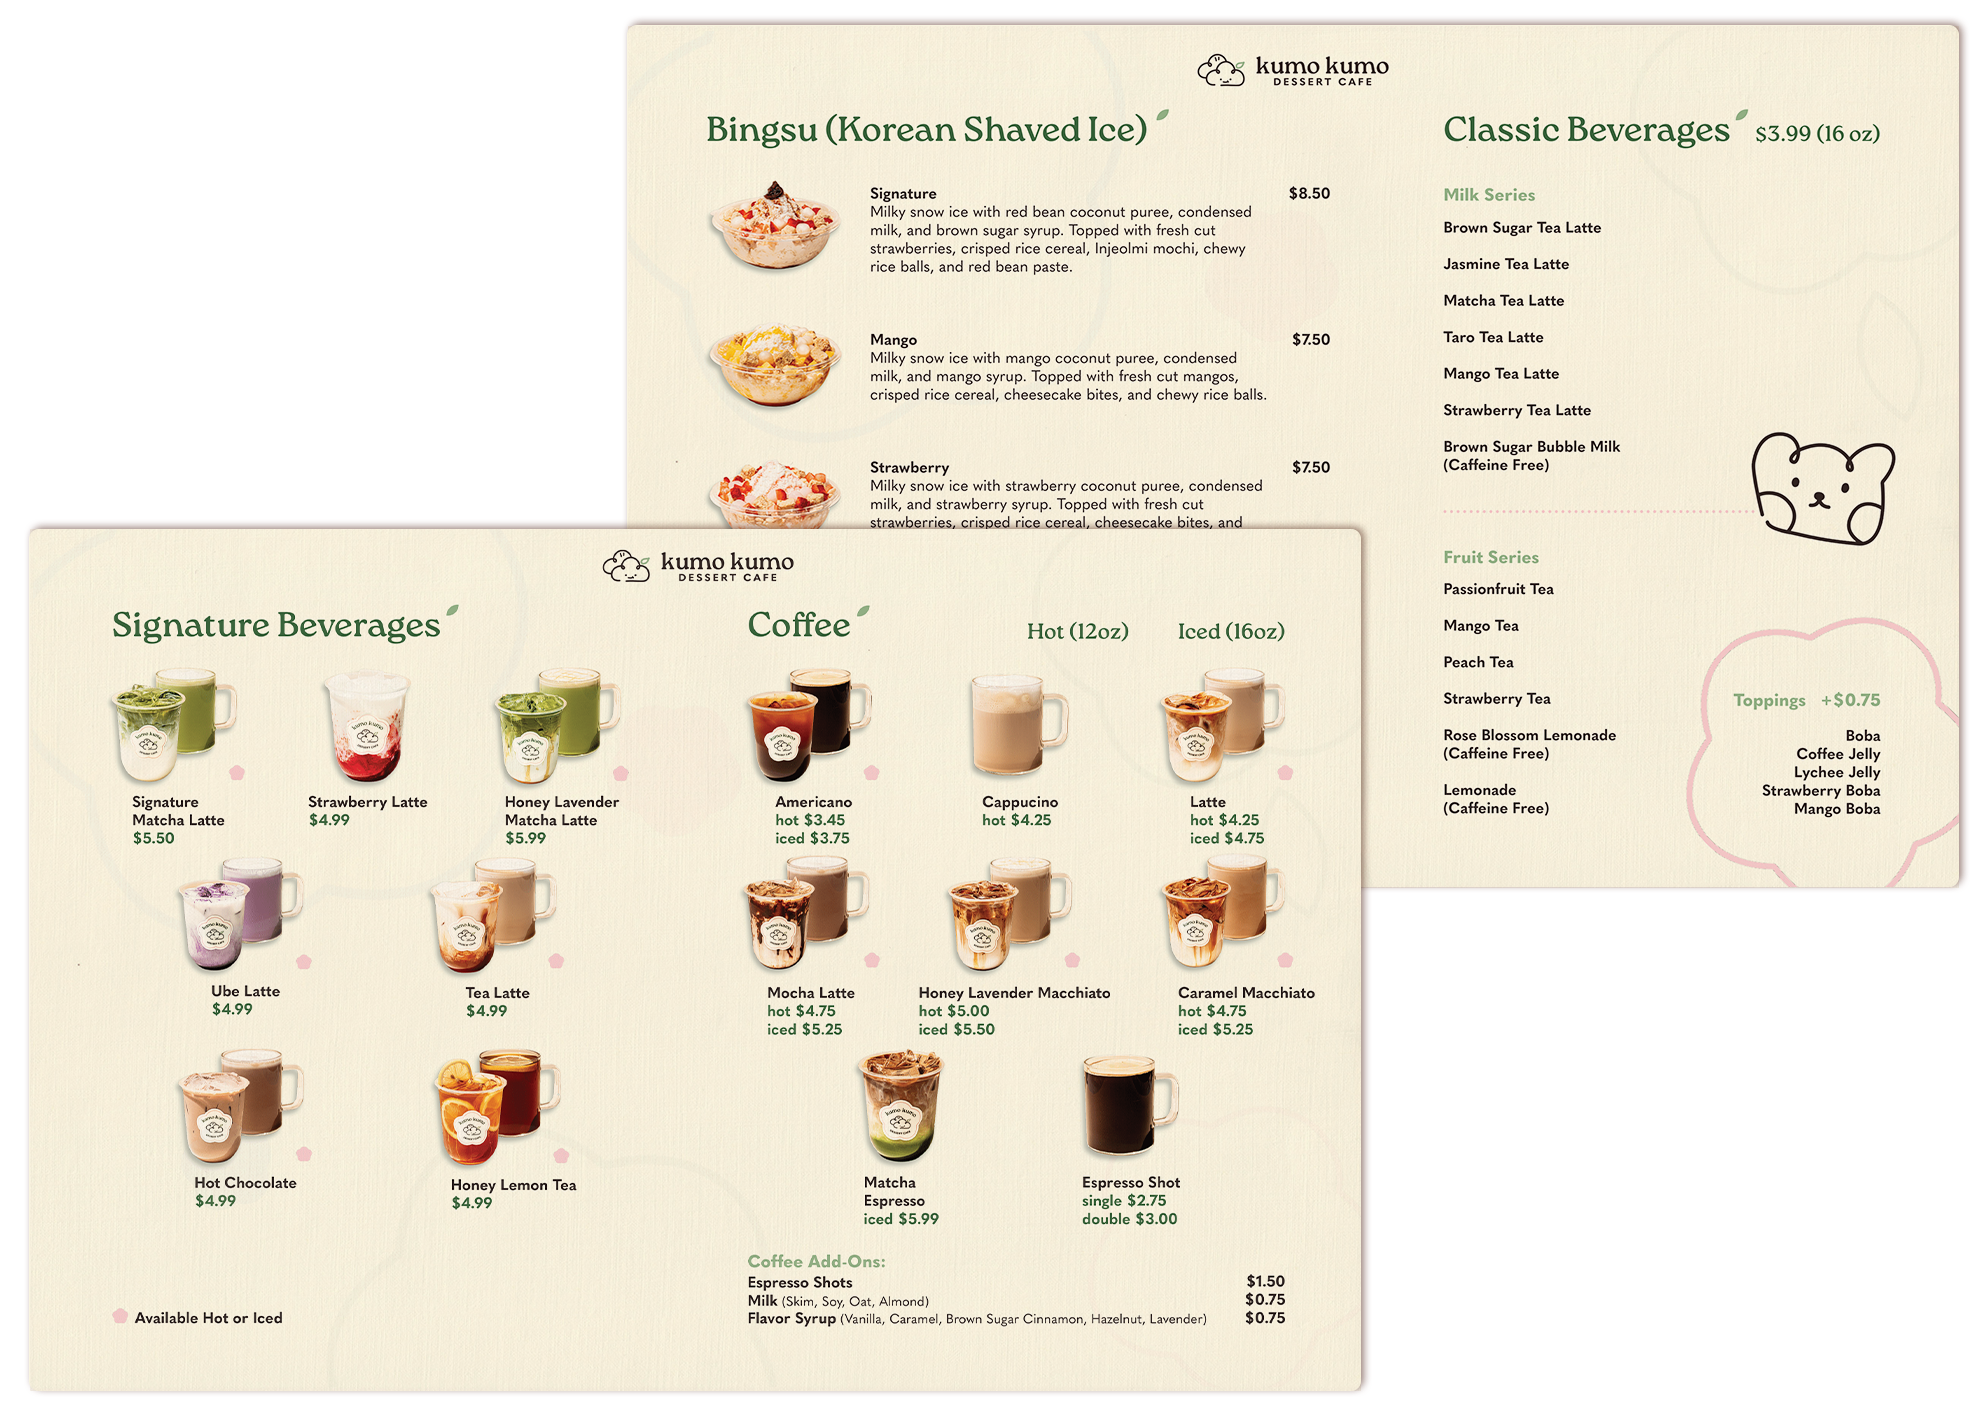 kumo kumo
DESSERT CAFE
Bingsu (Korean Shaved Ice)
Signature
$8.50
Milky snow ice with red bean coconut puree, condensed
milk, and brown sugar syrup. Topped with fresh cut
strawberries, crisped rice cereal, Injeolmi mochi, chewy
rice balls, and red bean paste.
Mango
$7.50
Milky snow ice with mango coconut puree, condensed
milk, and mango syrup. Topped with fresh cut mangos,
crisped rice cereal, cheesecake bites, and chewy rice balls.
Strawberry
$7.50
Milky snow ice with strawberry coconut puree, condensed
milk, and strawberry syrup. Topped with fresh cut
strawberries, crisped rice cereal, cheesecake bites, and
Classic Beverages $3.99 (16 oz)
Milk Series
Brown Sugar Tea Latte
Jasmine Tea Latte
Matcha Tea Latte
Taro Tea Latte
Mango Tea Latte
Strawberry Tea Latte
Brown Sugar Bubble Milk
(Caffeine Free)
Fruit Series
Passionfruit Tea
Mango Tea
Peach Tea
Strawberry Tea
Rose Blossom Lemonade
(Caffeine Free)
Lemonade
(Caffeine Free)
Toppings +$0.75
Boba
Coffee Jelly
Lychee Jelly
Strawberry Boba
Mango Boba
kumo kumo
DESSERT CAFE
Signature Beverages
Signature
Matcha Latte
$5.50
Strawberry Latte
$4.99
Honey Lavender
Matcha Latte
$5.99
Ube Latte
$4.99
Tea Latte
$4.99
Hot Chocolate
$4.99
Honey Lemon Tea
$4.99
Available Hot or Iced
Coffee
Hot (12oz)
Iced (16oz)
Americano
hot $3.45
iced $3.75
Cappucino
hot $4.25
Latte
hot $4.25
iced $4.75
Mocha Latte
hot $4.75
iced $5.25
Honey Lavender Macchiato
hot $5.00
iced $5.50
Caramel Macchiato
hot $4.75
iced $5.25
Matcha
Espresso
iced $5.99
Espresso Shot
single $2.75
double $3.00
Coffee Add-Ons:
Espresso Shots $1.50
Milk (Skim, Soy, Oat, Almond) $0.75
Flavor Syrup (Vanilla, Caramel, Brown Sugar Cinnamon, Hazelnut, Lavender) $0.75